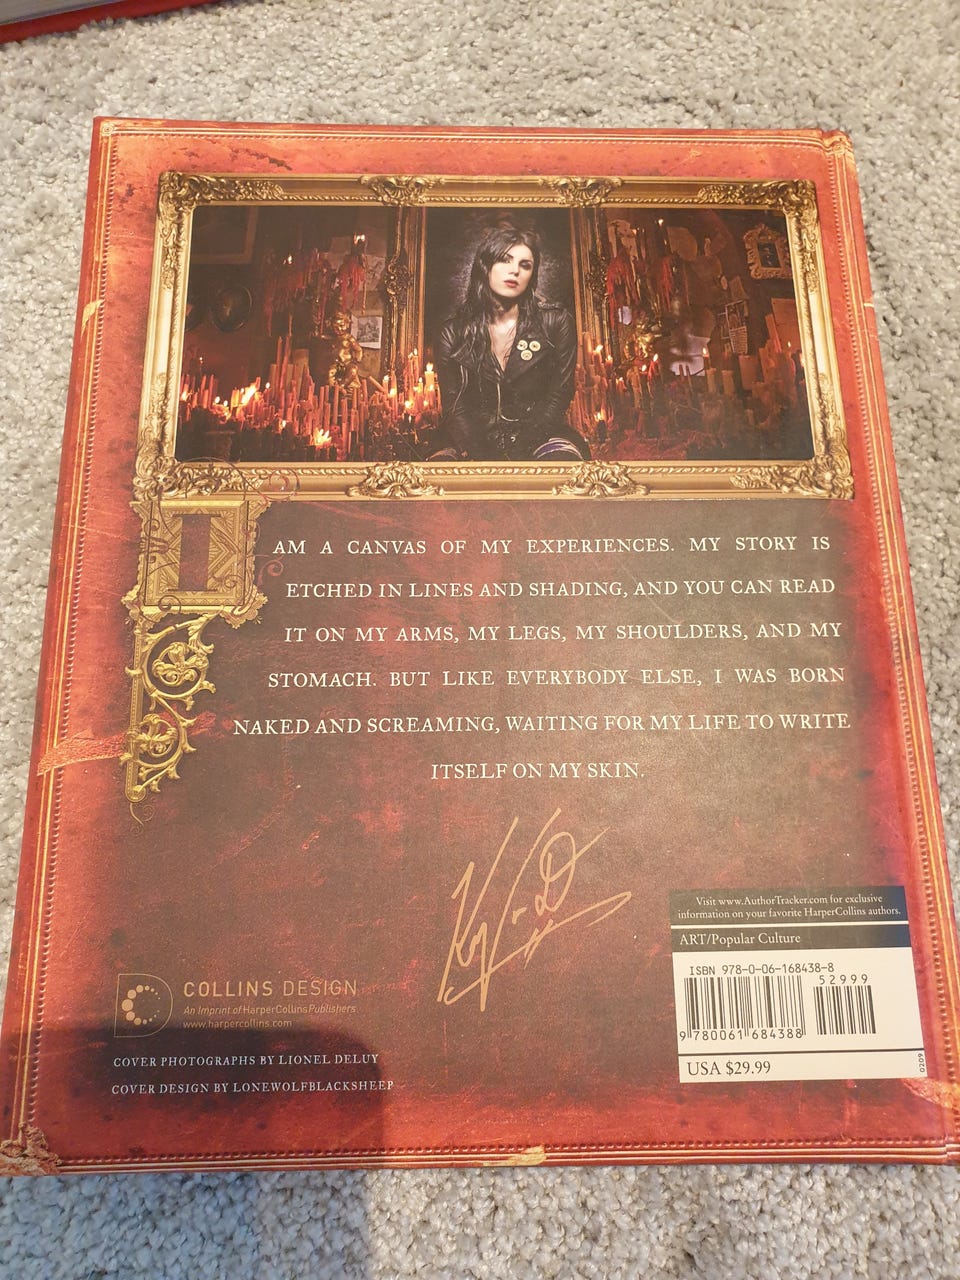 I AM A CANVAS OF MY EXPERIENCES. MY STORY IS
ETCHED IN LINES AND SHADING, AND YOU CAN READ
IT ON MY ARMS, MY LEGS, MY SHOULDERS, AND MY
STOMACH. BUT LIKE EVERYBODY ELSE, I WAS BORN
NAKED AND SCREAMING, WAITING FOR MY LIFE TO WRITE
ITSELF ON MY SKIN.
Kat Von D
COLLINS DESIGN
An Imprint of HarperCollinsPublishers
www.harpercollins.com
COVER PHOTOGRAPHS BY LIONEL DELUY
COVER DESIGN BY LONEWOLFBLACKSHEEP
Visit www.AuthorTracker.com for exclusive
information on your favorite HarperCollins authors.
ART/Popular Culture
ISBN 978-0-06-168438-8
52999
9 780061 684388
USA $29.99
0209